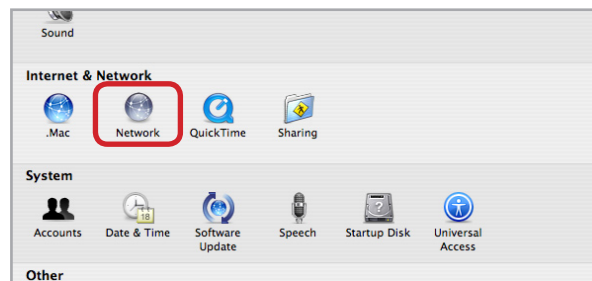 Sound
Internet & Network
.Mac Network QuickTime Sharing
System
18
Accounts Date & Time Software Update Speech Startup Disk Universal Access
?
Other